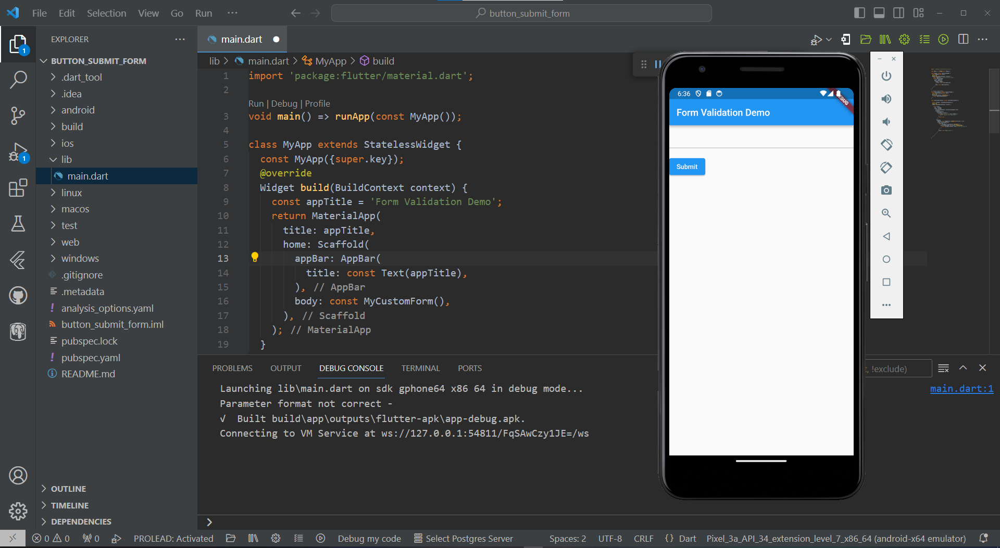 File Edit Selection View Go Run ···
button_submit_form
EXPLORER
BUTTON_SUBMIT_FORM
.dart_tool
.idea
android
build
ios
lib
main.dart
linux
macos
test
web
windows
.gitignore
.metadata
analysis_options.yaml
button_submit_form.iml
pubspec.lock
pubspec.yaml
README.md
OUTLINE
TIMELINE
DEPENDENCIES
1
1
main.dart
lib > main.dart > MyApp > build
1 import 'package:flutter/material.dart';
2
Run | Debug | Profile
3 void main() => runApp(const MyApp());
4
5 class MyApp extends StatelessWidget {
6 const MyApp({super.key});
7 @override
8 Widget build(BuildContext context) {
9 const appTitle = 'Form Validation Demo';
10 return MaterialApp(
11 title: appTitle,
12 home: Scaffold(
13 appBar: AppBar(
14 title: const Text(appTitle),
15 ), // AppBar
16 body: const MyCustomForm(),
17 ), // Scaffold
18 ); // MaterialApp
19 }
PROBLEMS OUTPUT DEBUG CONSOLE TERMINAL PORTS
t, !exclude)
Launching lib\main.dart on sdk gphone64 x86 64 in debug mode...
main.dart:1
Parameter format not correct -
√ Built build\app\outputs\flutter-apk\app-debug.apk.
Connecting to VM Service at ws://127.0.0.1:54811/FqSAwCzy1JE=/ws
6:36
Form Validation Demo
Submit
0 0 0 PROLEAD: Activated Debug my code Select Postgres Server Spaces: 2 UTF-8 CRLF {} Dart Pixel_3a_API_34_extension_level_7_x86_64 (android-x64 emulator)